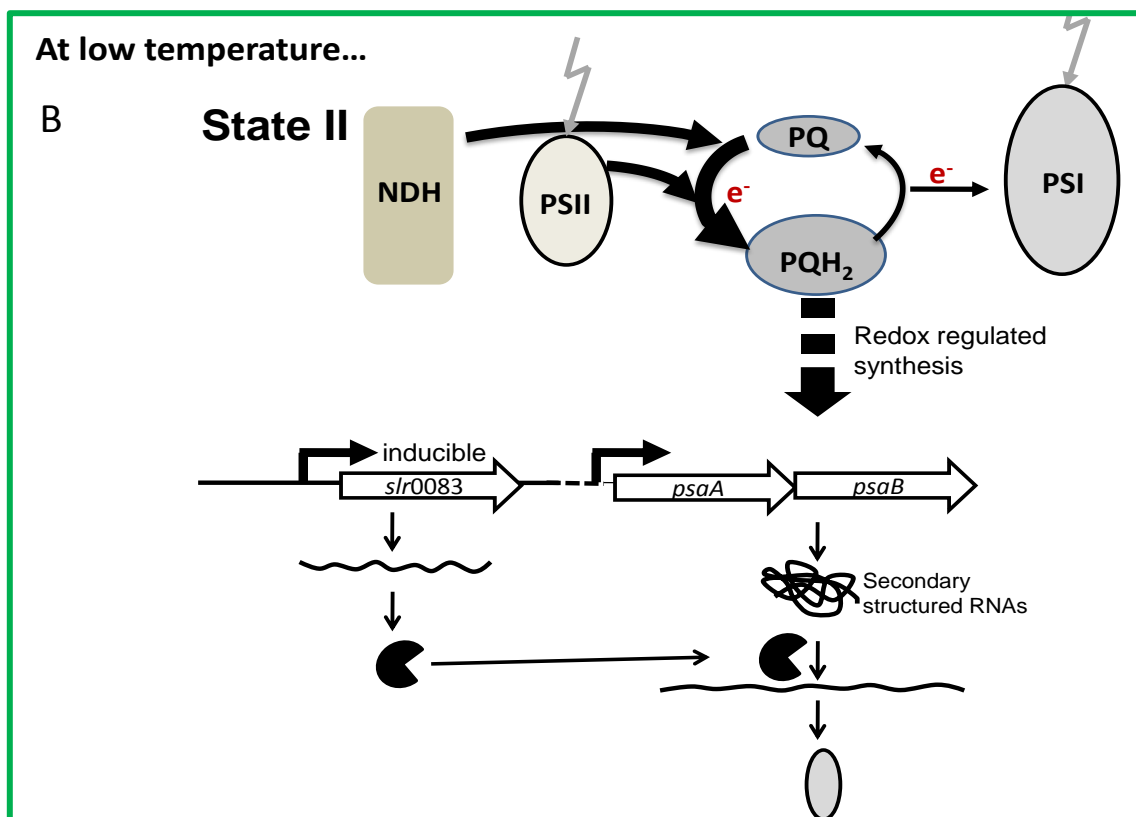 At low temperature...
B
State II
NDH
PSII
PQ
e-
e-
PSI
PQH2
Redox regulated
synthesis
inducible
slr0083
psaA
psaB
Secondary
structured RNAs